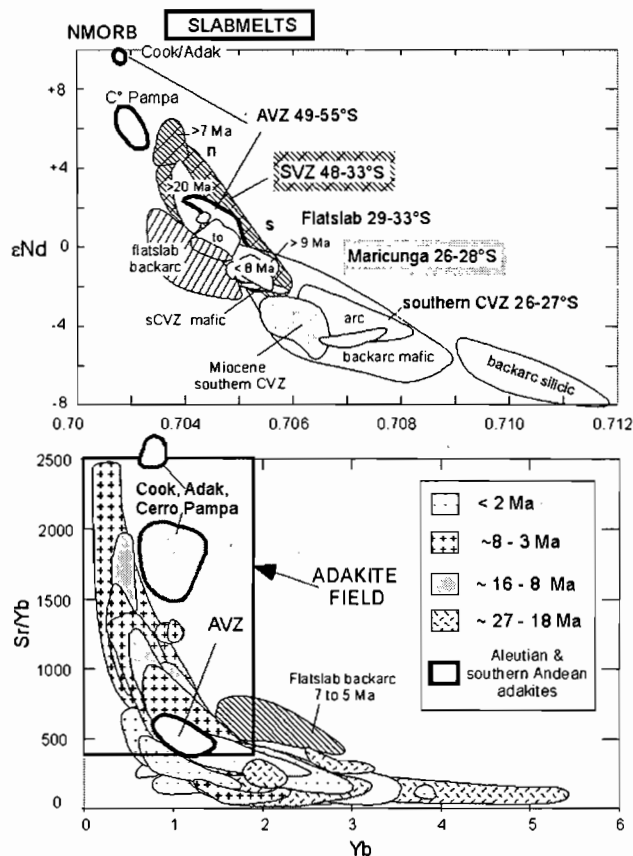 NMORB
SLABMELTS
Cook/Adak
+8
C° Pampa
AVZ 49-55°S
>7 Ma
n
+4
SVZ 48-33°S
>20 Ma
s
Flatslab 29-33°S
εNd
0
to
> 9 Ma
flatslab
backarc
< 8 Ma
Maricunga 26-28°S
sCVZ mafic
southern CVZ 26-27°S
-4
arc
Miocene
southern CVZ
backarc mafic
backarc silicic
-8
0.70
0.704
0.706
0.708
0.710
0.712
2500
Cook, Adak,
Cerro Pampa
< 2 Ma
2000
~8 - 3 Ma
ADAKITE
FIELD
~ 16 - 8 Ma
1500
Sr/Yb
AVZ
~ 27 - 18 Ma
1000
Flatslab backarc
7 to 5 Ma
Aleutian &
southern Andean
adakites
500
0
0
1
2
3
4
5
6
Yb